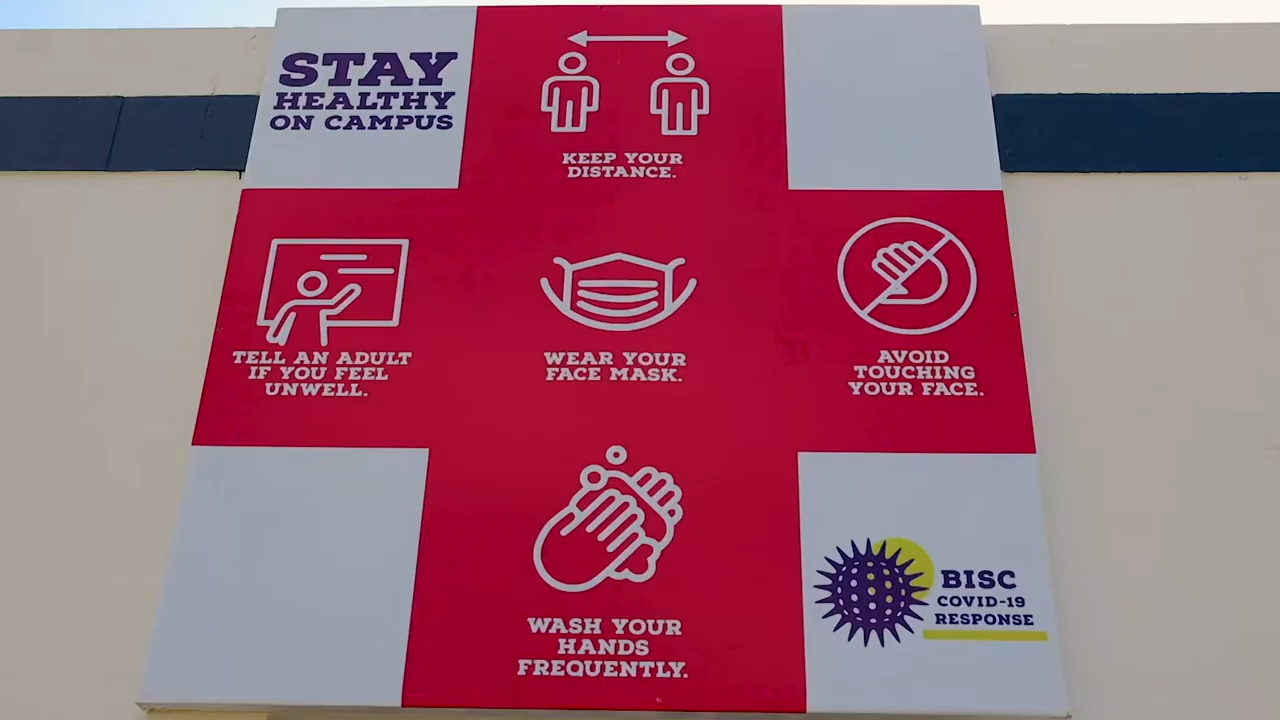 STAY
HEALTHY
ON CAMPUS
KEEP YOUR
DISTANCE.
TELL AN ADULT
IF YOU FEEL
UNWELL.
WEAR YOUR
FACE MASK.
AVOID
TOUCHING
YOUR FACE.
WASH YOUR
HANDS
FREQUENTLY.
BISC
COVID-19
RESPONSE